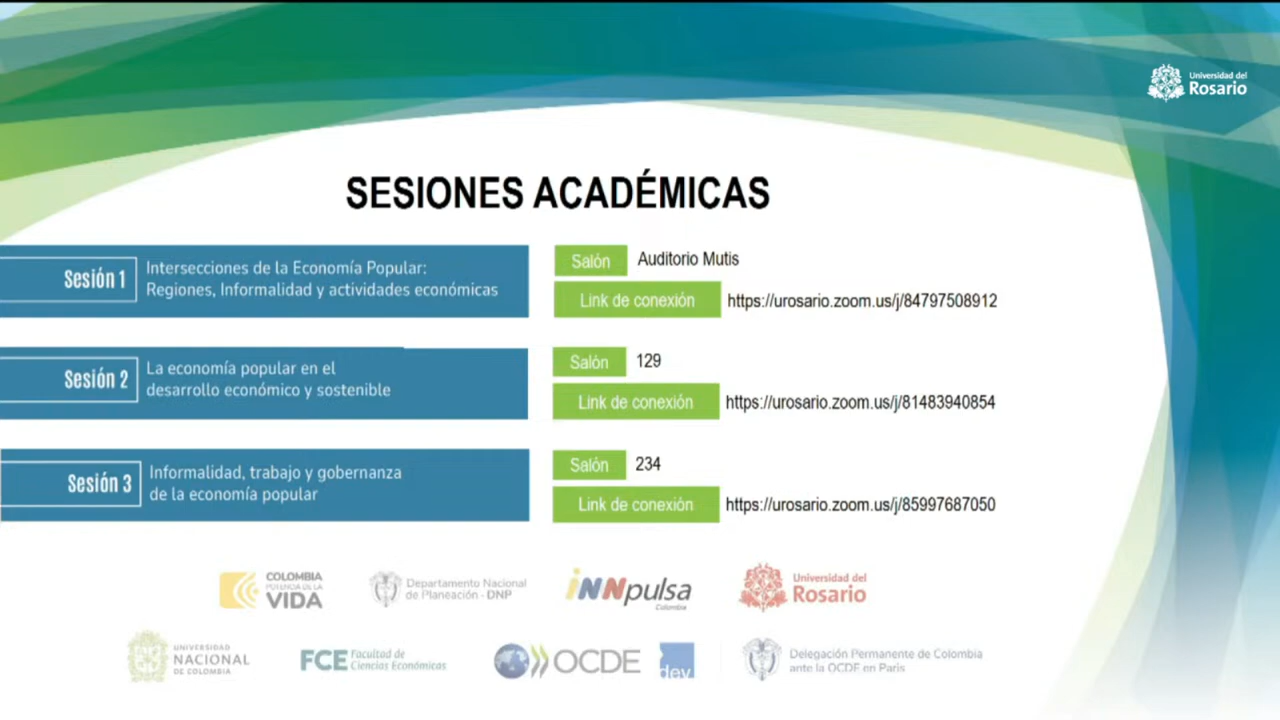 Universidad del
Rosario
SESIONES ACADÉMICAS
Sesión 1
Intersecciones de la Economía Popular:
Regiones, Informalidad y actividades económicas
Salón
Auditorio Mutis
Link de conexión
https://urosario.zoom.us/j/84797508912
Sesión 2
La economía popular en el
desarrollo económico y sostenible
Salón
129
Link de conexión
https://urosario.zoom.us/j/81483940854
Sesión 3
Informalidad, trabajo y gobernanza
de la economía popular
Salón
234
Link de conexión
https://urosario.zoom.us/j/85997687050
COLOMBIA
POTENCIA DE LA
VIDA
Departamento Nacional
de Planeación - DNP
iNNpulsa
Colombia
Universidad del
Rosario
UNIVERSIDAD
NACIONAL
DE COLOMBIA
FCE Facultad de
Ciencias Económicas
OCDE
dev
Delegación Permanente de Colombia
ante la OCDE en Paris